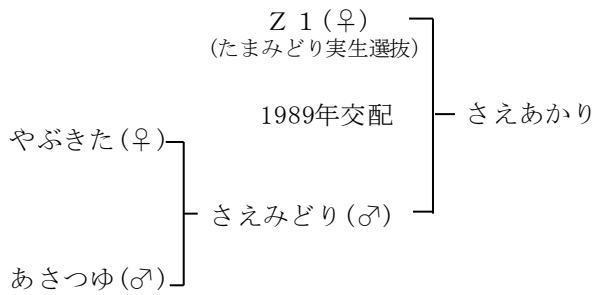 Z 1(♀)
(たまみどり実生選抜)
1989年交配
さえあかり
やぶきた(♀)
さえみどり(♂)
あさつゆ(♂)